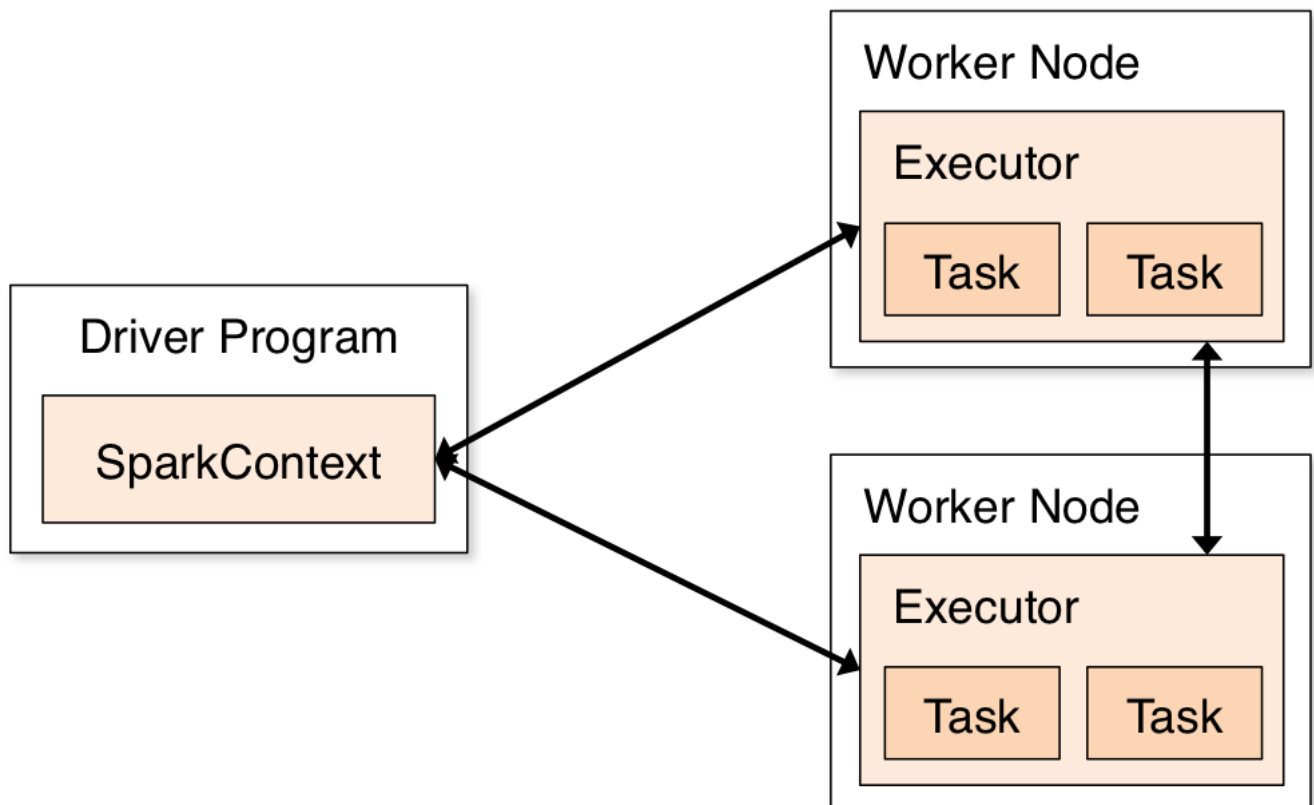 Driver Program
SparkContext
Worker Node
Executor
Task Task
Worker Node
Executor
Task Task